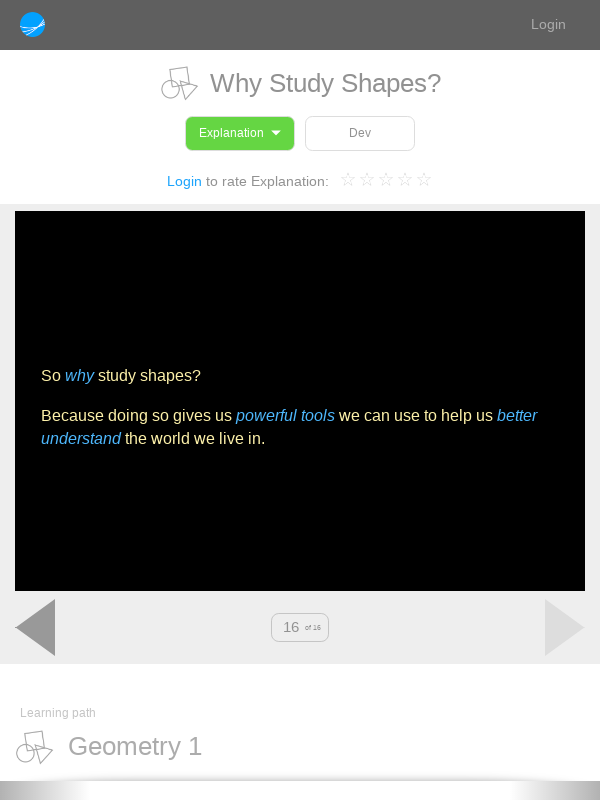 Login
Why Study Shapes?
Explanation
Dev
Login to rate Explanation:
So why study shapes?
Because doing so gives us powerful tools we can use to help us better
understand the world we live in.
16 of 16
Learning path
Geometry 1